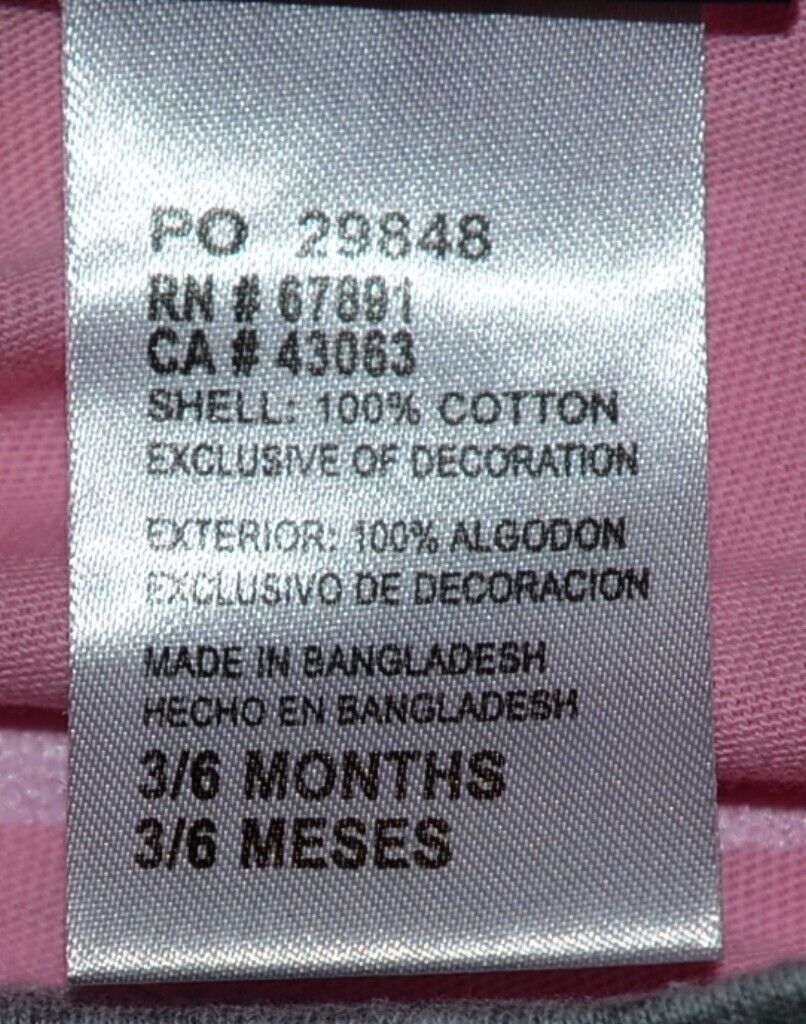 PO 29848
RN # 67891
CA # 43063
SHELL: 100% COTTON
EXCLUSIVE OF DECORATION
EXTERIOR: 100% ALGODON
EXCLUSIVO DE DECORACION
MADE IN BANGLADESH
HECHO EN BANGLADESH
3/6 MONTHS
3/6 MESES